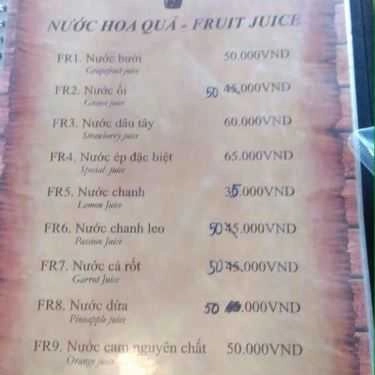 NƯỚC HOA QUẢ - FRUIT JUICE
FR1. Nước bưởi 50.000VND
Grapefruit juice
FR2. Nước ổi 50 45.000VND
Guava juice
FR3. Nước dâu tây 60.000VND
Strawberry juice
FR4. Nước ép đặc biệt 65.000VND
Special juice
FR5. Nước chanh 35.000VND
Lemon Juice
FR6. Nước chanh leo 50 45.000VND
Passion Juice
FR7. Nước cà rốt 50 45.000VND
Garrot Juice
FR8. Nước dứa 50 .000VND
Pineapple juice
FR9. Nước cam nguyên chất 50.000VND
Orange juice